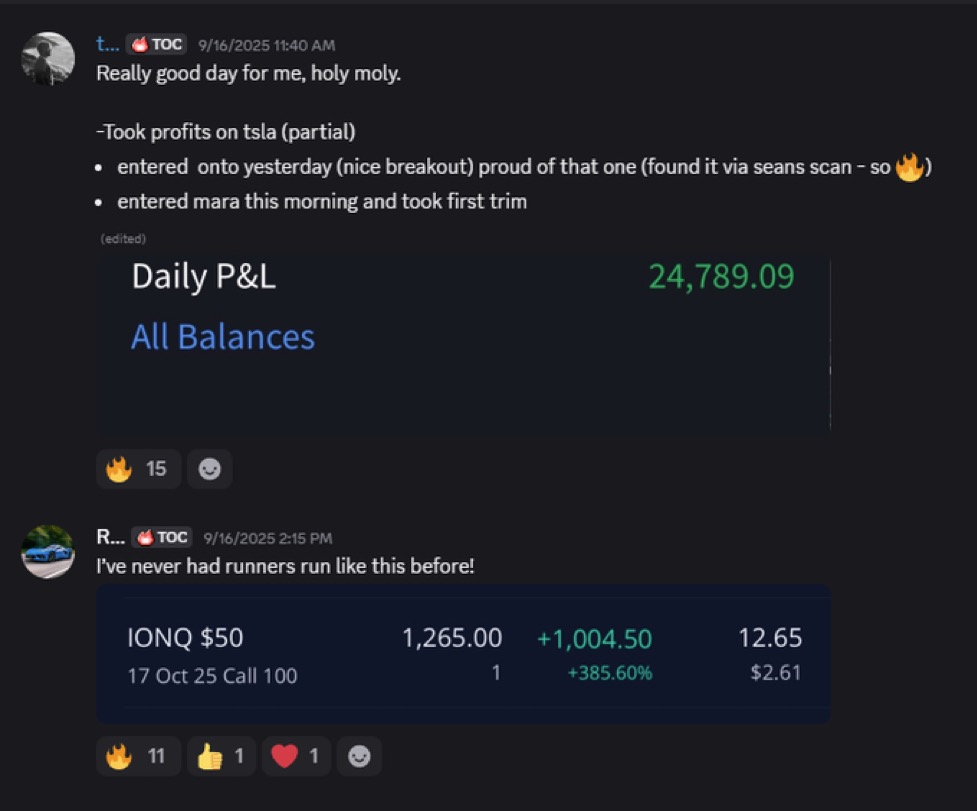 t... 🔥 TOC 9/16/2025 11:40 AM
Really good day for me, holy moly.
-Took profits on tsla (partial)
• entered onto yesterday (nice breakout) proud of that one (found it via seans scan - so 🔥)
• entered mara this morning and took first trim
(edited)
Daily P&L 24,789.09
All Balances
🔥 15
R... 🔥 TOC 9/16/2025 2:15 PM
I've never had runners run like this before!
IONQ $50 1,265.00 +1,004.50 12.65
17 Oct 25 Call 100 1 +385.60% $2.61
🔥 11 👍 1 ❤️ 1